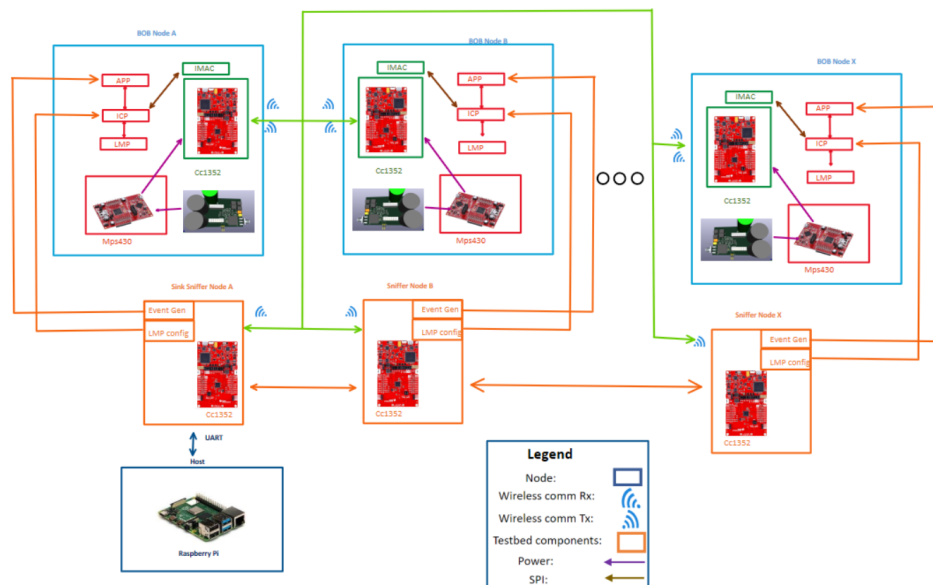 BOB Node A
BOB Node B
BOB Node X
IMAC
APP
ICP
LMP
Cc1352
Mps430
IMAC
APP
ICP
LMP
Cc1352
Mps430
IMAC
APP
ICP
LMP
Cc1352
Mps430
Sink Sniffer Node A
Event Gen
LMP config
Cc1352
Sniffer Node B
Event Gen
LMP config
Cc1352
Sniffer Node X
Event Gen
LMP config
Cc1352
UART
Host
Raspberry Pi
Legend
Node:
Wireless comm Rx:
Wireless comm Tx:
Testbed components:
Power:
SPI: